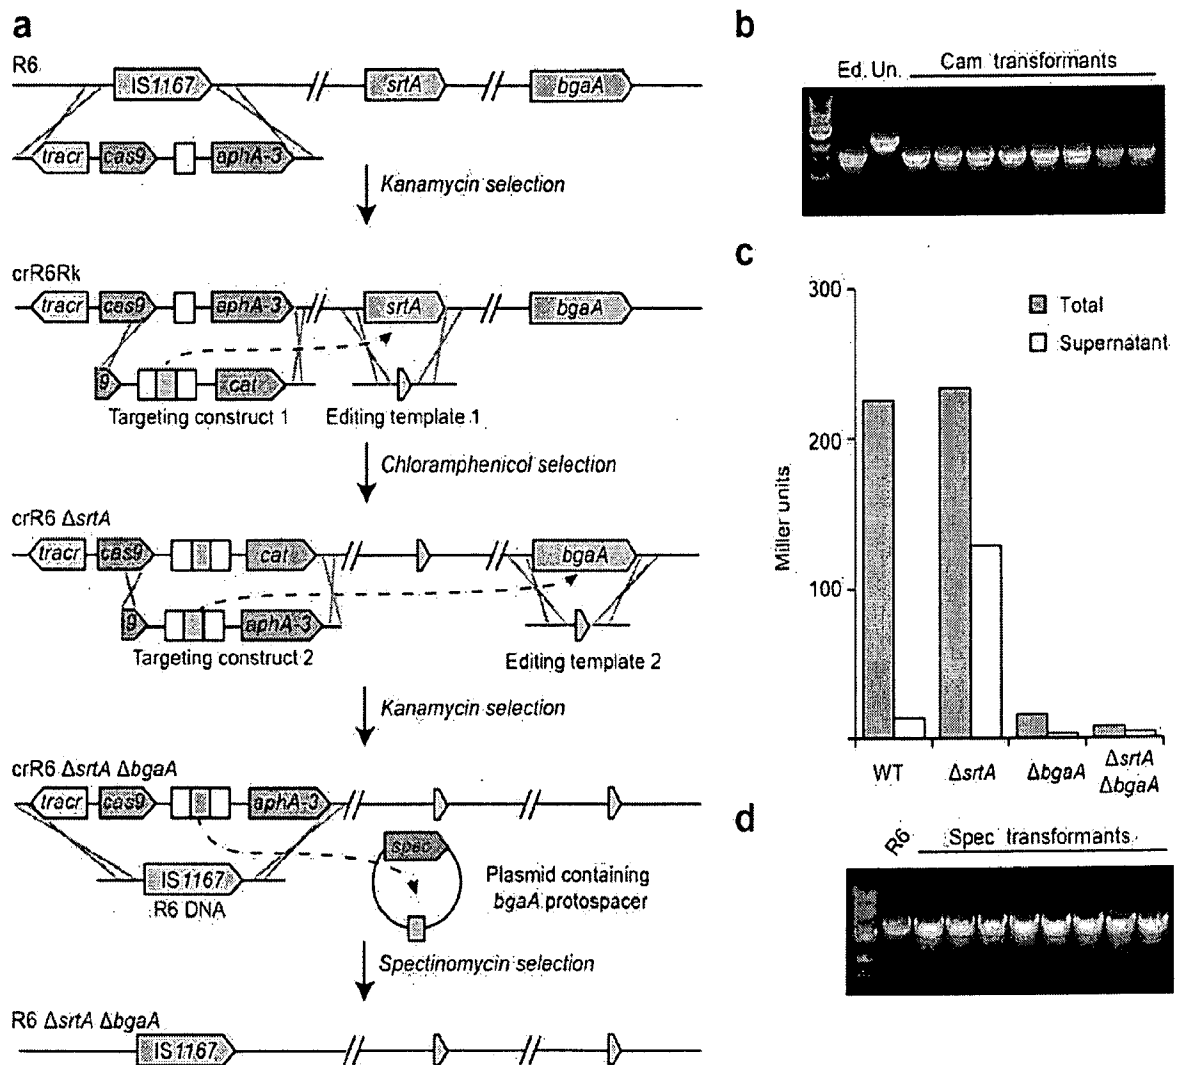 a
R6
IS1167
srtA
bgaA
tracr
cas9
aphA-3
Kanamycin selection
crR6Rk
tracr
cas9
aphA-3
srtA
bgaA
9
cat
Targeting construct 1
Editing template 1
Chloramphenicol selection
crR6 ΔsrtA
tracr
cas9
cat
bgaA
9
aphA-3
Targeting construct 2
Editing template 2
Kanamycin selection
crR6 ΔsrtA ΔbgaA
tracr
cas9
aphA-3
IS1167
R6 DNA
spec
Plasmid containing
bgaA protospacer
Spectinomycin selection
R6 ΔsrtA ΔbgaA
IS1167
b
Ed. Un. Cam transformants
c
300
200
100
Miller units
Total
Supernatant
WT
ΔsrtA
ΔbgaA
ΔsrtA
ΔbgaA
d
R6
Spec transformants